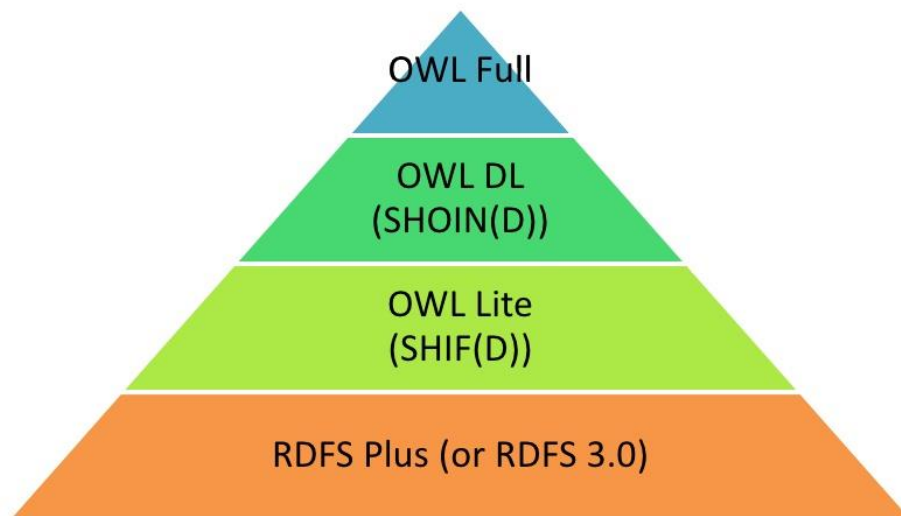 OWL Full
OWL DL
(SHOIN(D))
OWL Lite
(SHIF(D))
RDFS Plus (or RDFS 3.0)